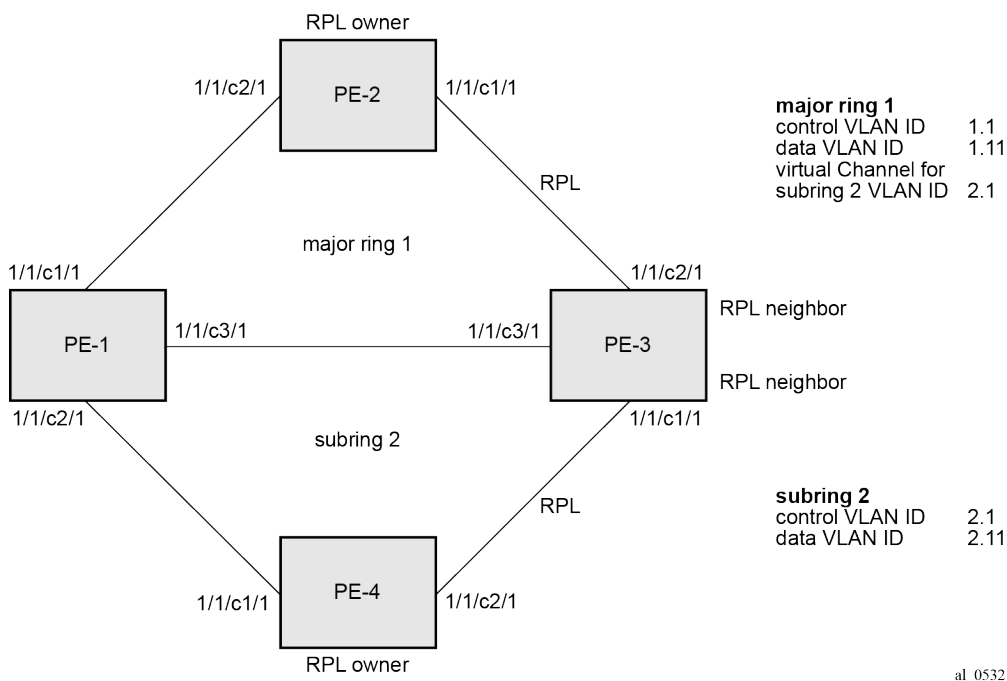 RPL owner
1/1/c2/1
PE-2
1/1/c1/1
major ring 1
control VLAN ID 1.1
data VLAN ID 1.11
virtual Channel for
subring 2 VLAN ID 2.1
RPL
major ring 1
1/1/c1/1
1/1/c2/1
RPL neighbor
PE-1
1/1/c3/1
1/1/c3/1
PE-3
RPL neighbor
1/1/c2/1
1/1/c1/1
subring 2
RPL
subring 2
control VLAN ID 2.1
data VLAN ID 2.11
1/1/c1/1
PE-4
1/1/c2/1
RPL owner
al_0532